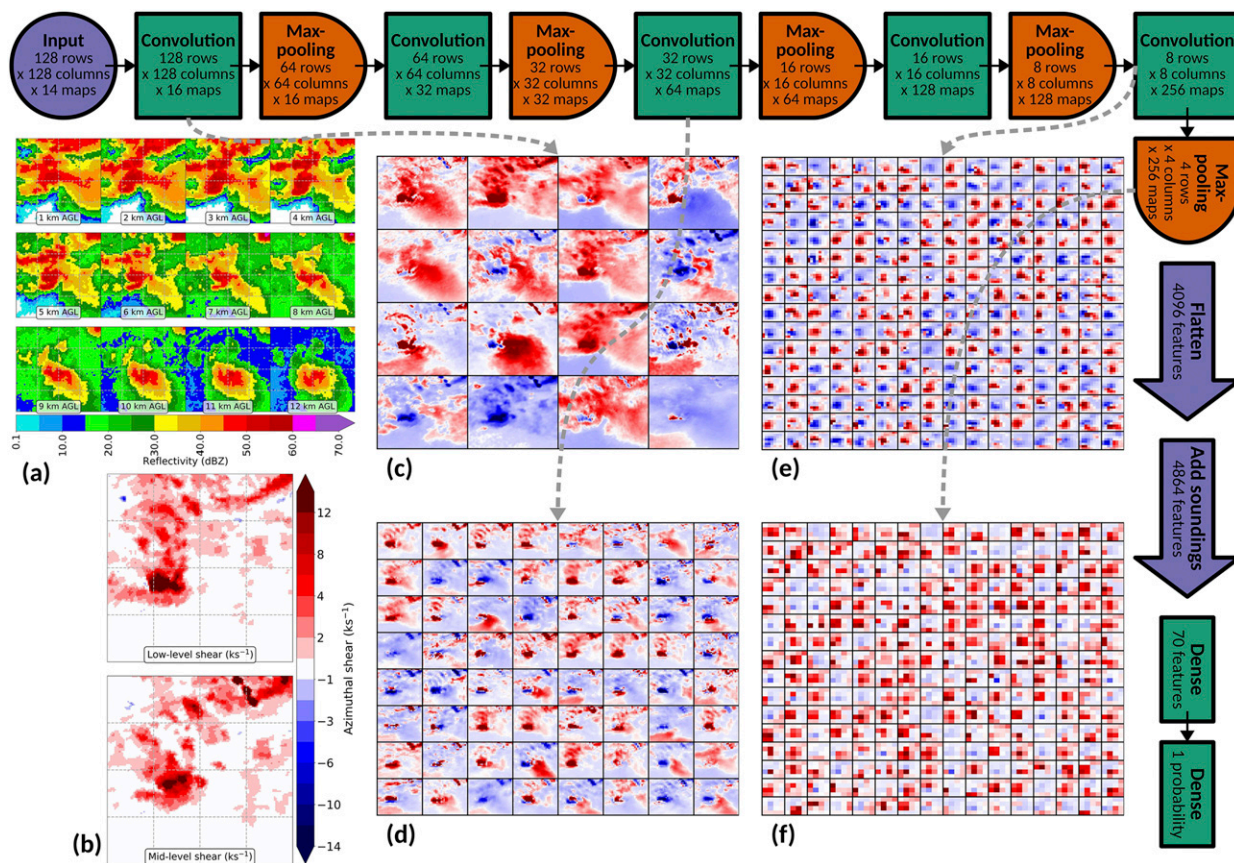 Input
128 rows
x 128 columns
x 14 maps
Convolution
128 rows
x 128 columns
x 16 maps
Max-
pooling
64 rows
x 64 columns
x 16 maps
Convolution
64 rows
x 64 columns
x 32 maps
Max-
pooling
32 rows
x 32 columns
x 32 maps
Convolution
32 rows
x 32 columns
x 64 maps
Max-
pooling
16 rows
x 16 columns
x 64 maps
Convolution
16 rows
x 16 columns
x 128 maps
Max-
pooling
8 rows
x 8 columns
x 128 maps
Convolution
8 rows
x 8 columns
x 256 maps
Max-
pooling
4 rows
x 4 columns
x 256 maps
Flatten
4096 features
Add soundings
4864 features
Dense
70 features
Dense
1 probability
1 km AGL
2 km AGL
3 km AGL
4 km AGL
5 km AGL
6 km AGL
7 km AGL
8 km AGL
9 km AGL
10 km AGL
11 km AGL
12 km AGL
0.1
10.0
20.0
30.0
40.0
50.0
60.0
70.0
Reflectivity (dBZ)
(a)
Low-level shear (ks⁻¹)
Mid-level shear (ks⁻¹)
12
8
4
2
−1
−3
−6
−10
−14
Azimuthal shear (ks⁻¹)
(b)
(c)
(d)
(e)
(f)